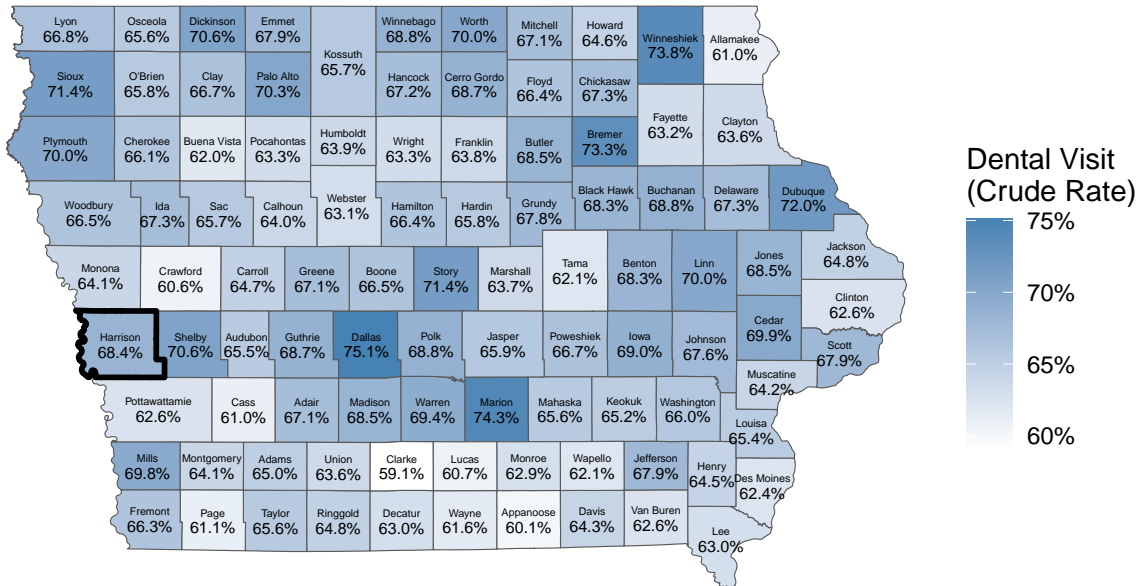 Lyon
66.8%
Osceola
65.6%
Dickinson
70.6%
Emmet
67.9%
Kossuth
65.7%
Winnebago
68.8%
Worth
70.0%
Mitchell
67.1%
Howard
64.6%
Winneshiek
73.8%
Allamakee
61.0%
Sioux
71.4%
O'Brien
65.8%
Clay
66.7%
Palo Alto
70.3%
Hancock
67.2%
Cerro Gordo
68.7%
Floyd
66.4%
Chickasaw
67.3%
Fayette
63.2%
Clayton
63.6%
Plymouth
70.0%
Cherokee
66.1%
Buena Vista
62.0%
Pocahontas
63.3%
Humboldt
63.9%
Wright
63.3%
Franklin
63.8%
Butler
68.5%
Bremer
73.3%
Woodbury
66.5%
Ida
67.3%
Sac
65.7%
Calhoun
64.0%
Webster
63.1%
Hamilton
66.4%
Hardin
65.8%
Grundy
67.8%
Black Hawk
68.3%
Buchanan
68.8%
Delaware
67.3%
Dubuque
72.0%
Monona
64.1%
Crawford
60.6%
Carroll
64.7%
Greene
67.1%
Boone
66.5%
Story
71.4%
Marshall
63.7%
Tama
62.1%
Benton
68.3%
Linn
70.0%
Jones
68.5%
Jackson
64.8%
Clinton
62.6%
Harrison
68.4%
Shelby
70.6%
Audubon
65.5%
Guthrie
68.7%
Dallas
75.1%
Polk
68.8%
Jasper
65.9%
Poweshiek
66.7%
Iowa
69.0%
Johnson
67.6%
Cedar
69.9%
Scott
67.9%
Muscatine
64.2%
Pottawattamie
62.6%
Cass
61.0%
Adair
67.1%
Madison
68.5%
Warren
69.4%
Marion
74.3%
Mahaska
65.6%
Keokuk
65.2%
Washington
66.0%
Louisa
65.4%
Mills
69.8%
Montgomery
64.1%
Adams
65.0%
Union
63.6%
Clarke
59.1%
Lucas
60.7%
Monroe
62.9%
Wapello
62.1%
Jefferson
67.9%
Henry
64.5%
Des Moines
62.4%
Fremont
66.3%
Page
61.1%
Taylor
65.6%
Ringgold
64.8%
Decatur
63.0%
Wayne
61.6%
Appanoose
60.1%
Davis
64.3%
Van Buren
62.6%
Lee
63.0%
Dental Visit
(Crude Rate)
75%
70%
65%
60%